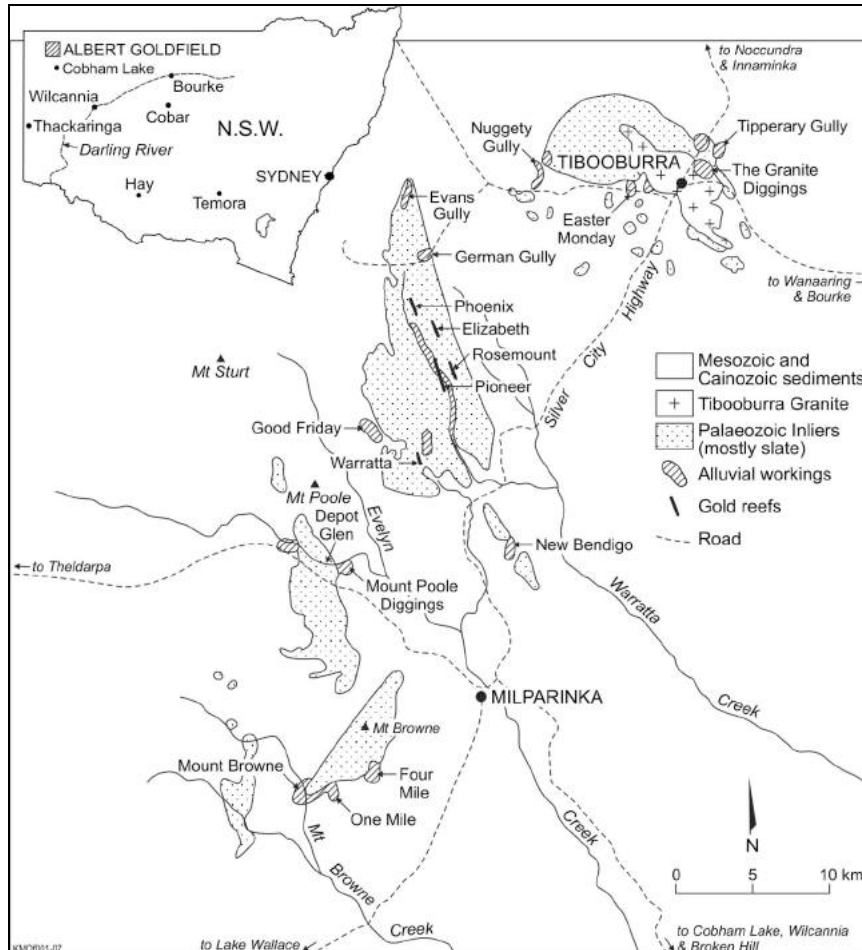 ALBERT GOLDFIELD
Cobham Lake
Bourke
Wilcannia
Cobar
Thackaringa
N.S.W.
Darling River
SYDNEY
Hay
Temora
to Noccundra
& Innaminka
Nuggety
Gully
TIBOOBURRA
Tipperary Gully
The Granite
Diggings
Easter
Monday
to Wanaaring
& Bourke
Evans
Gully
German Gully
Phoenix
Elizabeth
Rosemount
Pioneer
Silver City Highway
Mt Sturt
Good Friday
Warratta
Mt Poole
Depot
Glen
Evelyn
to Theldarpa
Mount Poole
Diggings
New Bendigo
Warratta
Creek
MILPARINKA
Mt Browne
Mount Browne
Four
Mile
One Mile
Creek
Mt
Browne
Creek
to Lake Wallace
to Cobham Lake, Wilcannia
& Broken Hill
Mesozoic and
Cainozoic sediments
Tibooburra Granite
Palaeozoic Inliers
(mostly slate)
Alluvial workings
Gold reefs
Road
N
0 5 10 km